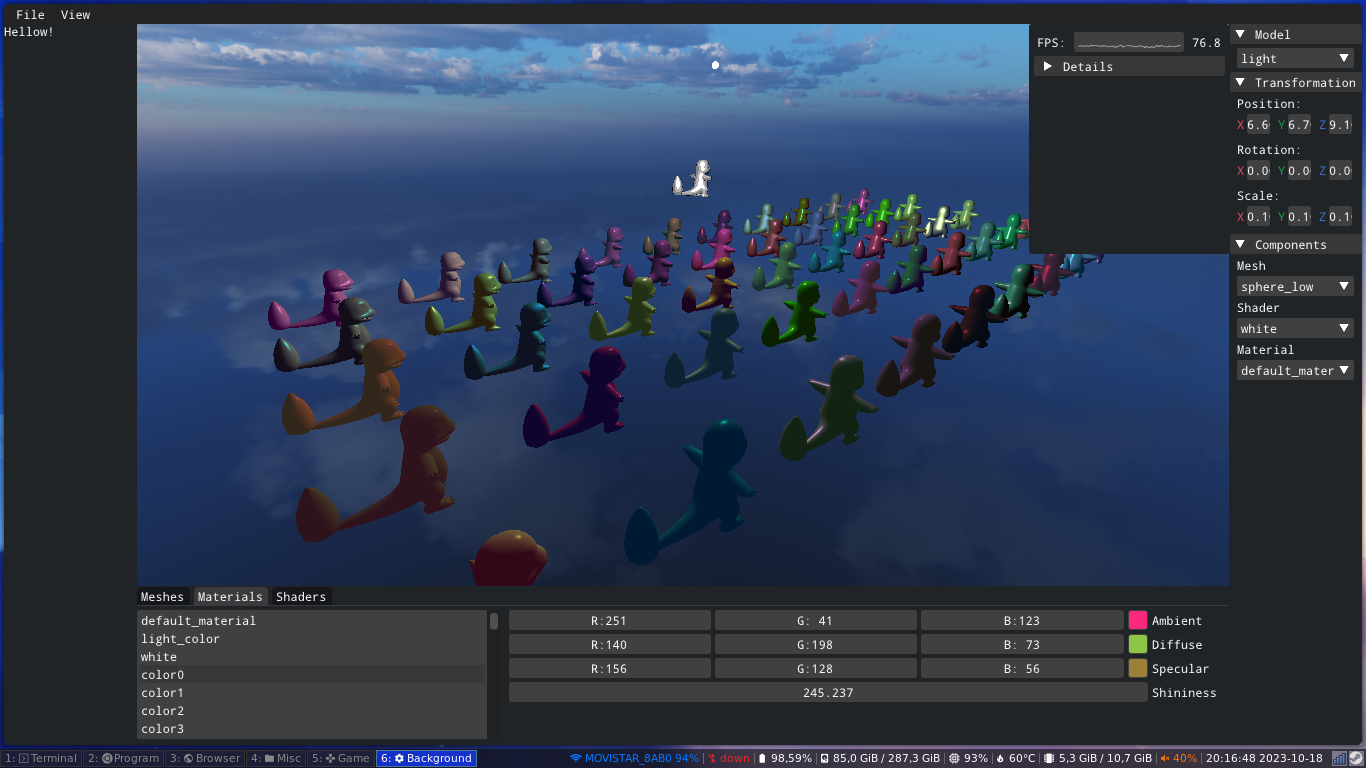 File View
Hellow!
FPS: 76.8
Details
Model
light
Transformation
Position:
X 6.6 Y 6.7 Z 9.1
Rotation:
X 0.0 Y 0.0 Z 0.0
Scale:
X 0.1 Y 0.1 Z 0.1
Components
Mesh
sphere_low
Shader
white
Material
default_mater
Meshes Materials Shaders
default_material
light_color
white
color0
color1
color2
color3
R:251 G: 41 B:123 Ambient
R:140 G:198 B: 73 Diffuse
R:156 G:128 B: 56 Specular
245.237 Shininess
1: Terminal 2: Program 3: Browser 4: Misc 5: Game 6: Background MOVISTAR_8AB0 94% | down | 98,59% | 85,0 GiB / 287,3 GiB | 93% | 60°C | 5,3 GiB / 10,7 GiB | 40% | 20:16:48 2023-10-18